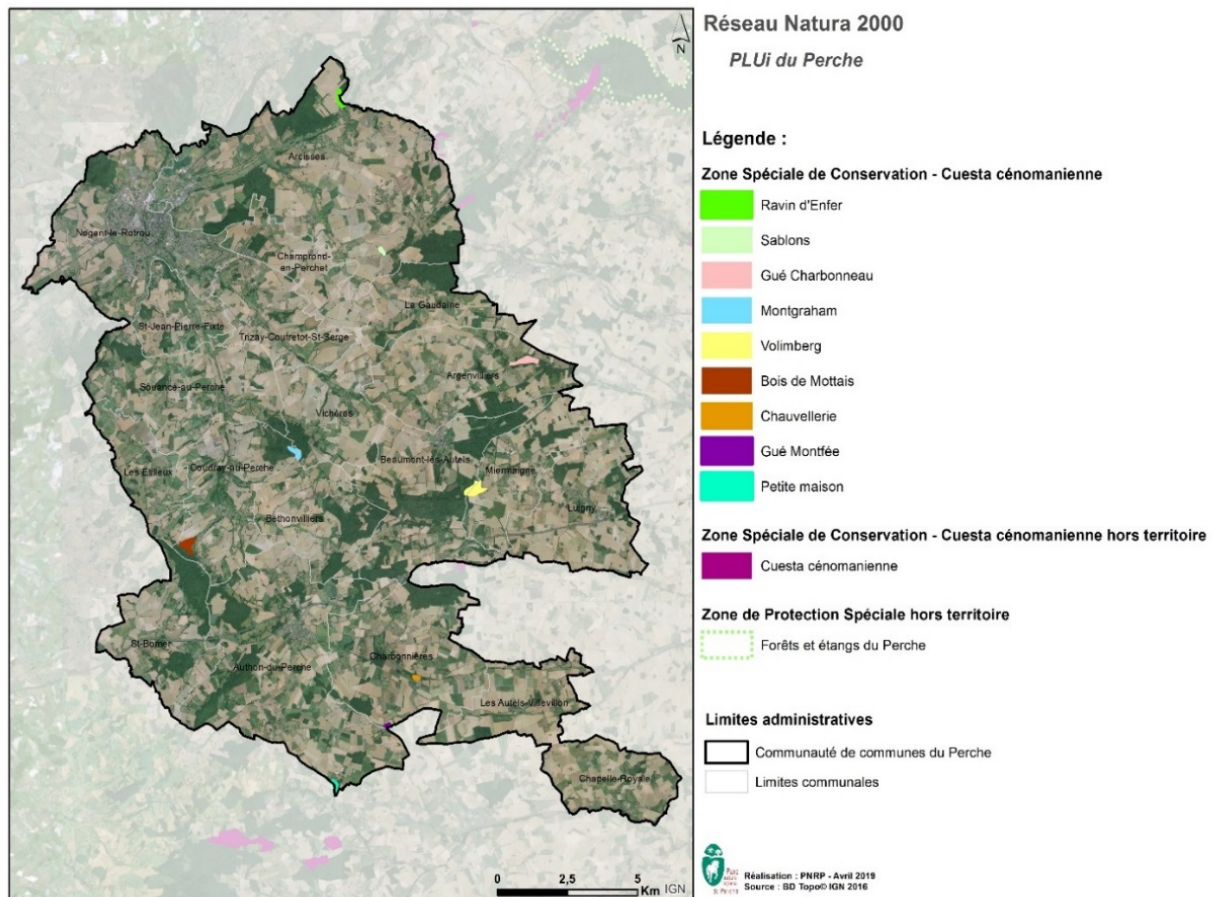 Réseau Natura 2000
PLUi du Perche
Légende :
Zone Spéciale de Conservation - Cuesta cénomanienne
Ravin d'Enfer
Sablons
Gué Charbonneau
Montgraham
Volimberg
Bois de Mottais
Chauvellerie
Gué Montfée
Petite maison
Zone Spéciale de Conservation - Cuesta cénomanienne hors territoire
Cuesta cénomanienne
Zone de Protection Spéciale hors territoire
Forêts et étangs du Perche
Limites administratives
Communauté de communes du Perche
Limites communales
Réalisation : PNRP - Avril 2019
Source : BD Topo© IGN 2016
N
Arcisses
Nogent-le-Rotrou
Champrond-
en-Perchet
La Gaudaine
St-Jean-Pierre-Fixte
Trizay-Coutretot-St-Serge
Argenvilliers
Souancé-au-Perche
Vichères
Les Etilleux
Coudray-au-Perche
Beaumont-les-Autels
Miermaigne
Luigny
Béthonvilliers
St-Bomer
Authon-du-Perche
Charbonnières
Les Autels-Villevillon
Chapelle-Royale
0 2,5 5
Km IGN